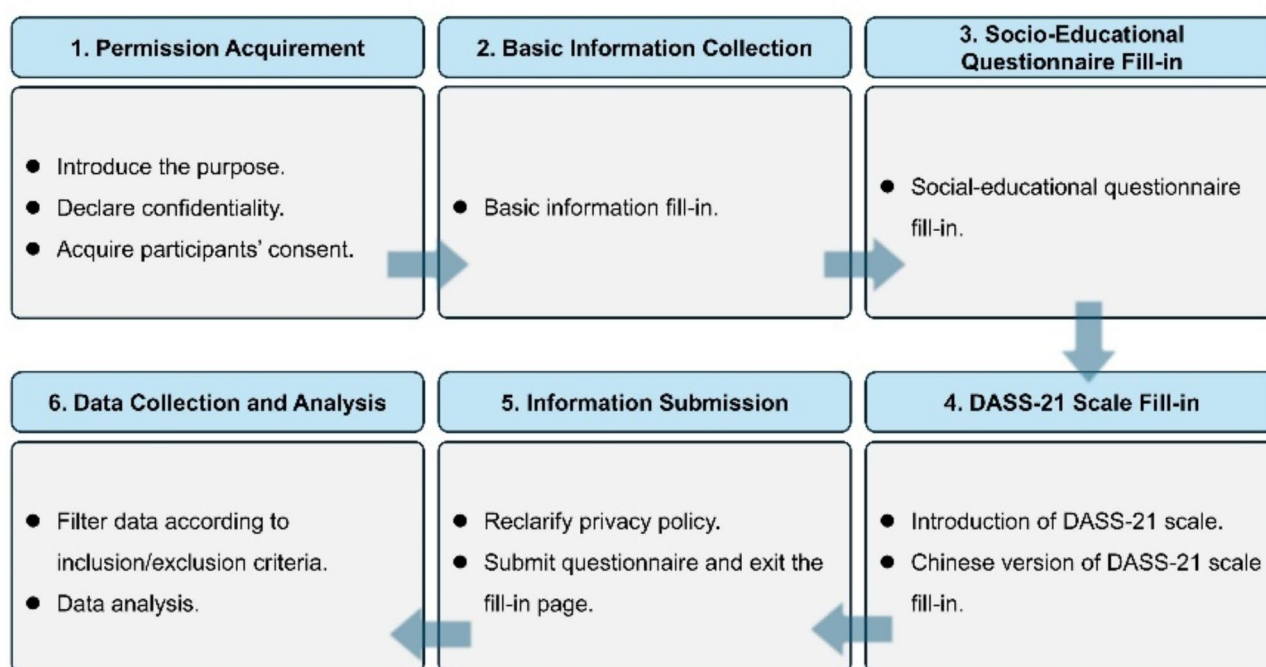 1. Permission Acquirement
● Introduce the purpose.
● Declare confidentiality.
● Acquire participants’ consent.
2. Basic Information Collection
● Basic information fill-in.
3. Socio-Educational
Questionnaire Fill-in
● Social-educational questionnaire
fill-in.
4. DASS-21 Scale Fill-in
● Introduction of DASS-21 scale.
● Chinese version of DASS-21 scale
fill-in.
5. Information Submission
● Reclarify privacy policy.
● Submit questionnaire and exit the
fill-in page.
6. Data Collection and Analysis
● Filter data according to
inclusion/exclusion criteria.
● Data analysis.